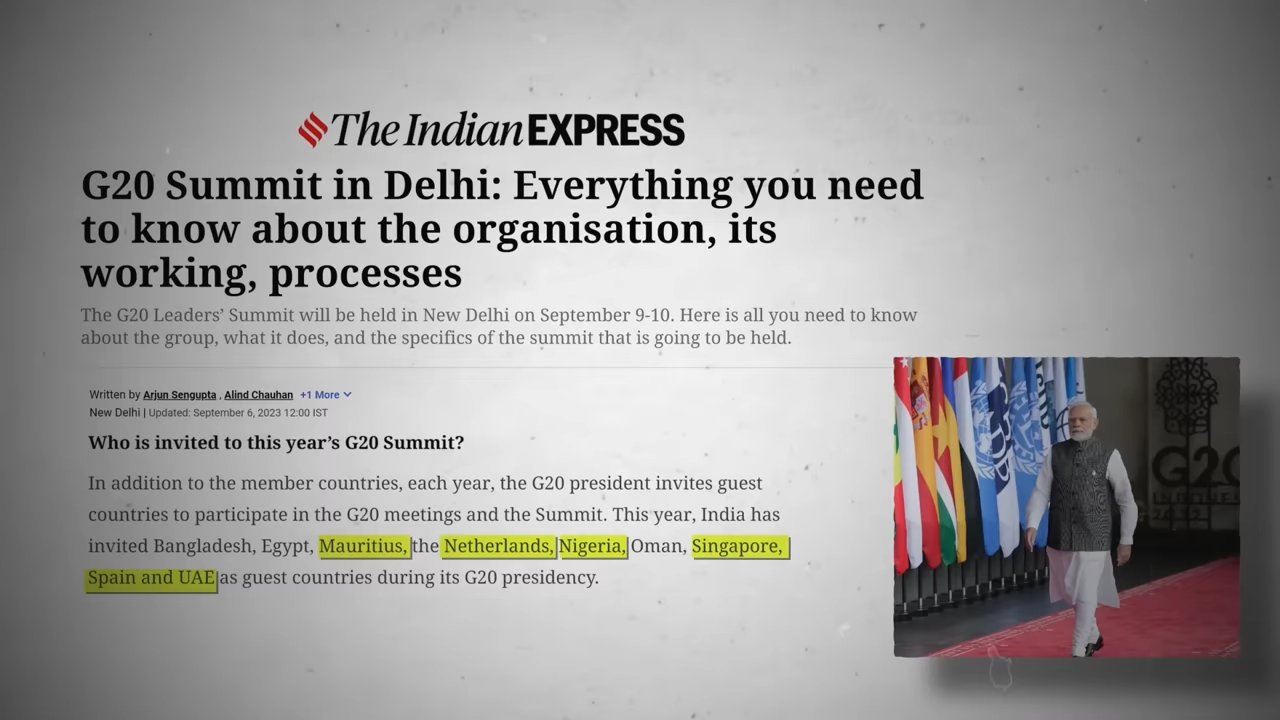 The Indian EXPRESS
G20 Summit in Delhi: Everything you need
to know about the organisation, its
working, processes
The G20 Leaders’ Summit will be held in New Delhi on September 9-10. Here is all you need to know
about the group, what it does, and the specifics of the summit that is going to be held.
Written by Arjun Sengupta , Alind Chauhan +1 More
New Delhi | Updated: September 6, 2023 12:00 IST
Who is invited to this year’s G20 Summit?
In addition to the member countries, each year, the G20 president invites guest
countries to participate in the G20 meetings and the Summit. This year, India has
invited Bangladesh, Egypt, Mauritius, the Netherlands, Nigeria, Oman, Singapore,
Spain and UAE as guest countries during its G20 presidency.
G20